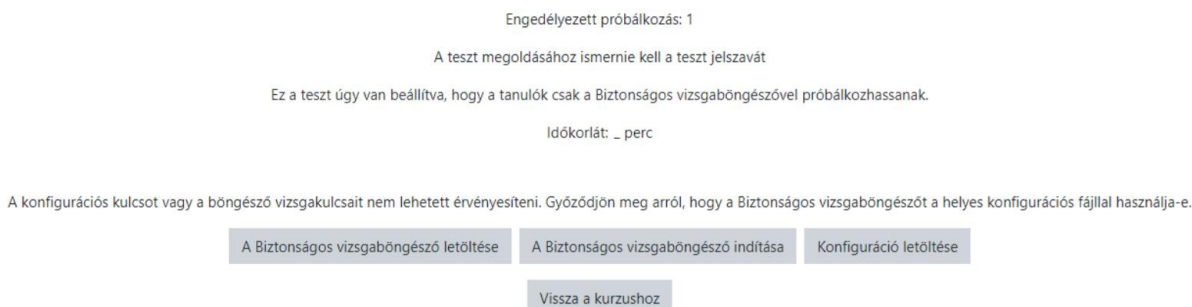 Engedélyezett próbálkozás: 1
A teszt megoldásához ismernie kell a teszt jelszavát
Ez a teszt úgy van beállítva, hogy a tanulók csak a Biztonságos vizsgaböngészővel próbálkozhassanak.
Időkorlát: _ perc
A konfigurációs kulcsot vagy a böngésző vizsgakulcsait nem lehetett érvényesíteni. Győződjön meg arról, hogy a Biztonságos vizsgaböngészőt a helyes konfigurációs fájllal használja-e.
A Biztonságos vizsgaböngésző letöltése A Biztonságos vizsgaböngésző indítása Konfiguráció letöltése
Vissza a kurzushoz